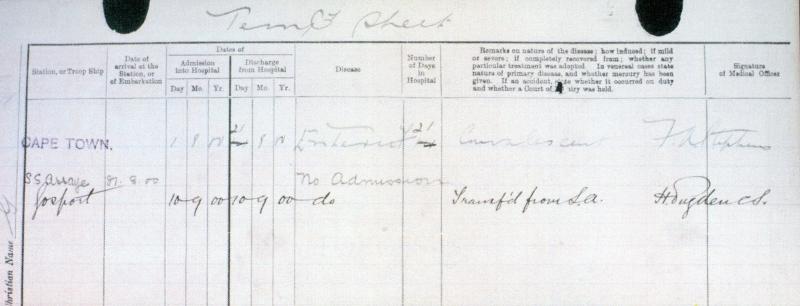 Temp Sheet
Station, or Troop Ship
Date of arrival at the Station, or of Embarkation
Dates of
Admission into Hospital
Discharge from Hospital
Day Mo. Yr. Day Mo. Yr.
Disease
Number of Days in Hospital
Remarks on nature of the disease; how induced; if mild
or severe; if completely recovered from; whether any
particular treatment was adopted. In venereal cases state
nature of primary disease, and whether mercury has been
given. If an accident, state whether it occurred on duty
and whether a Court of iry was held.
Signature of Medical Officer
CAPE TOWN. 1 8 00 21 8 00 Enteric F 21 Convalescent Stephens
S.S. 8 00 No Admission
Gosport 10 9 00 10 9 00 do Transf'd from S.A.
Christian Name